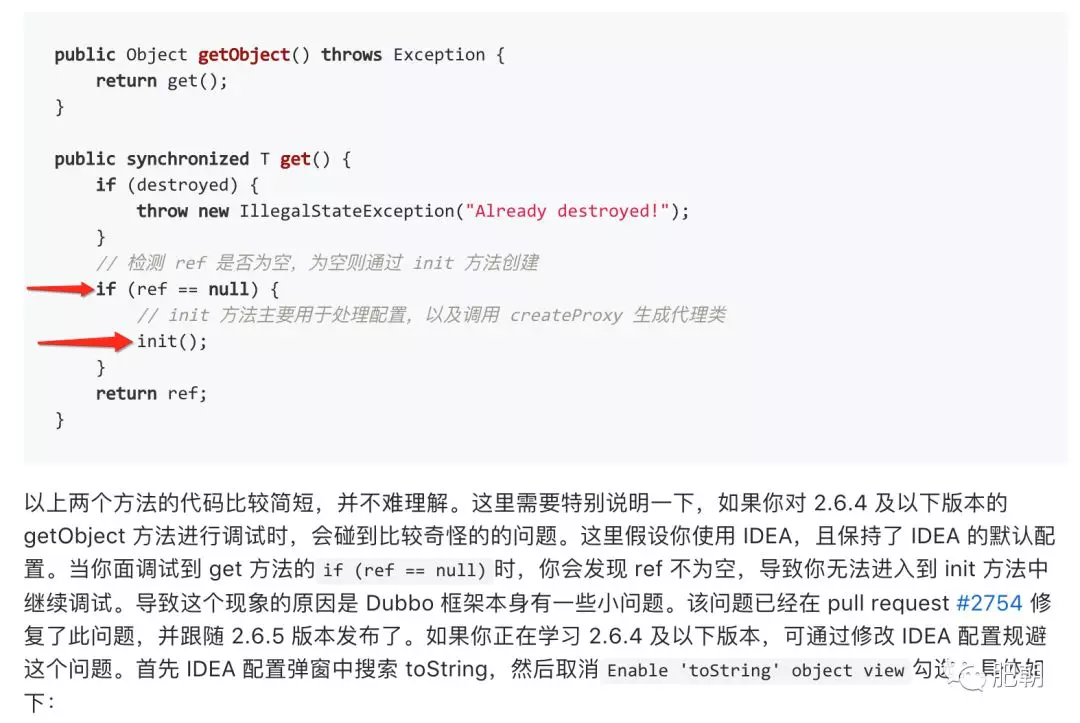 public Object getObject() throws Exception {
    return get();
}
public synchronized T get() {
    if (destroyed) {
        throw new IllegalStateException("Already destroyed!");
    }
    // 检测 ref 是否为空，为空则通过 init 方法创建
    if (ref == null) {
        // init 方法主要用于处理配置，以及调用 createProxy 生成代理类
        init();
    }
    return ref;
}
以上两个方法的代码比较简短，并不难理解。这里需要特别说明一下，如果你对 2.6.4 及以下版本的
getObject 方法进行调试时，会碰到比较奇怪的的问题。这里假设你使用 IDEA，且保持了 IDEA 的默认配
置。当你面调试到 get 方法的 if (ref == null) 时，你会发现 ref 不为空，导致你无法进入到 init 方法中
继续调试。导致这个现象的原因是 Dubbo 框架本身有一些小问题。该问题已经在 pull request #2754 修
复了此问题，并跟随 2.6.5 版本发布了。如果你正在学习 2.6.4 及以下版本，可通过修改 IDEA 配置规避
这个问题。首先 IDEA 配置弹窗中搜索 toString，然后取消 Enable 'toString' object view 勾选。具体如
下：
肥朝